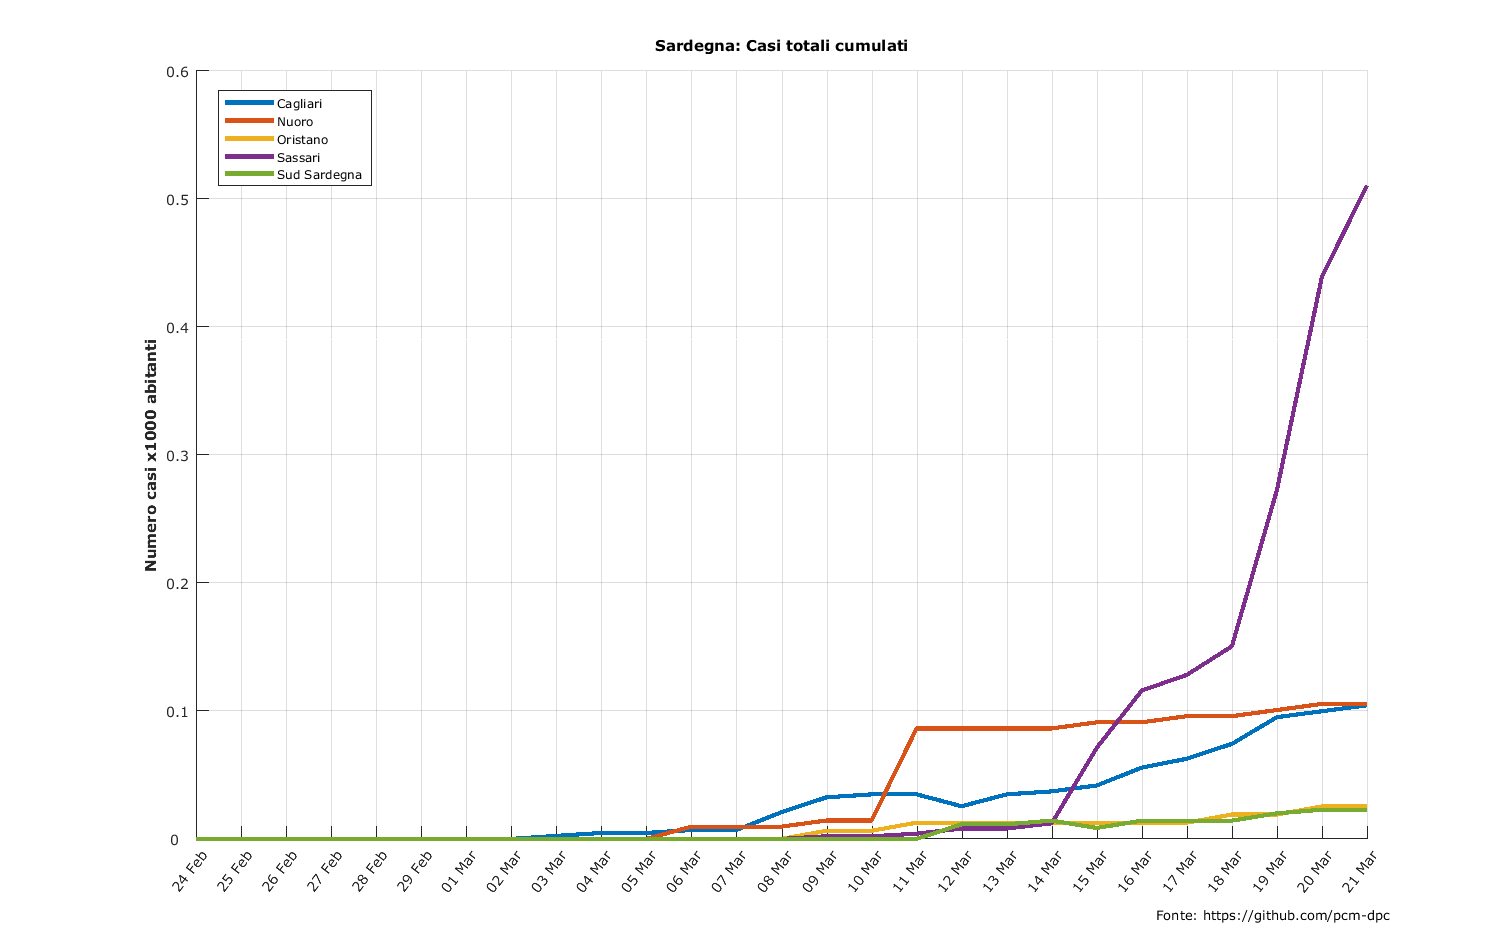 Sardegna: Casi totali cumulati
0.6
0.5
0.4
0.3
0.2
0.1
0
Numero casi x1000 abitanti
Cagliari
Nuoro
Oristano
Sassari
Sud Sardegna
24 Feb
25 Feb
26 Feb
27 Feb
28 Feb
29 Feb
01 Mar
02 Mar
03 Mar
04 Mar
05 Mar
06 Mar
07 Mar
08 Mar
09 Mar
10 Mar
11 Mar
12 Mar
13 Mar
14 Mar
15 Mar
16 Mar
17 Mar
18 Mar
19 Mar
20 Mar
21 Mar
Fonte: https://github.com/pcm-dpc